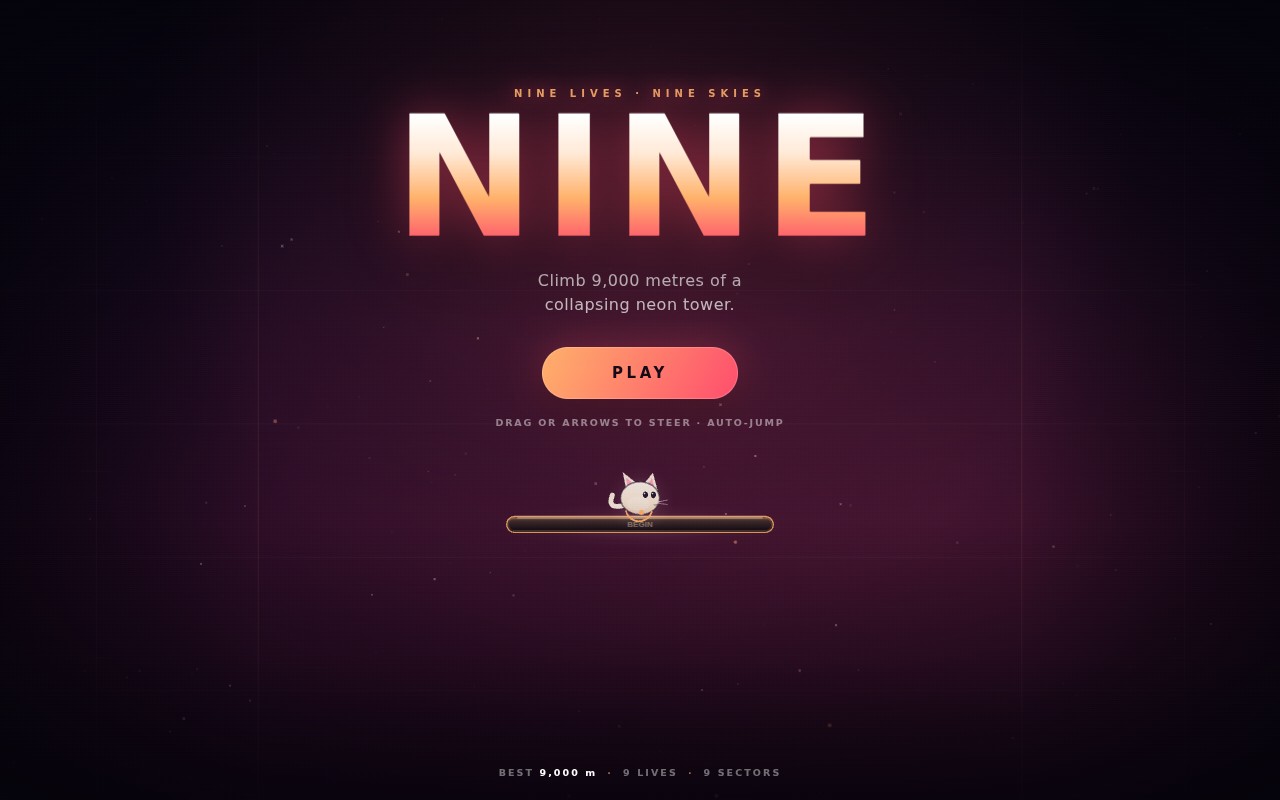 NINE LIVES · NINE SKIES
NINE
Climb 9,000 metres of a
collapsing neon tower.
PLAY
DRAG OR ARROWS TO STEER · AUTO-JUMP
BEGIN
BEST 9,000 m · 9 LIVES · 9 SECTORS